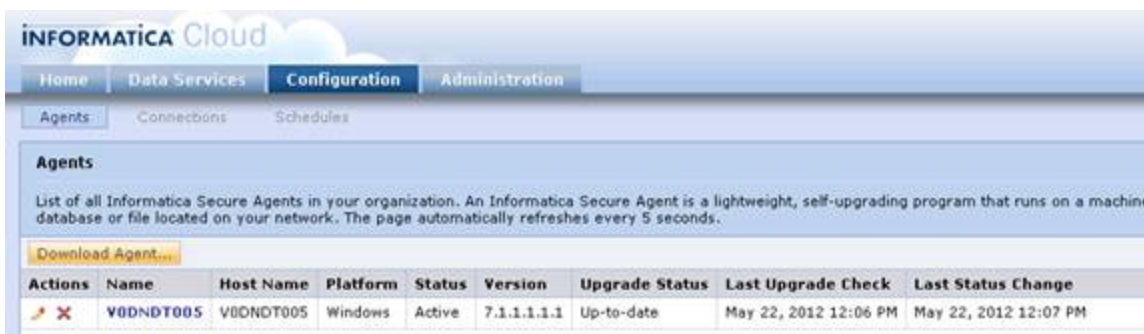 INFORMATICA Cloud
Home Data Services Configuration Administration
Agents Connections Schedules
Agents
List of all Informatica Secure Agents in your organization. An Informatica Secure Agent is a lightweight, self-upgrading program that runs on a machine
database or file located on your network. The page automatically refreshes every 5 seconds.
Download Agent...
Actions Name Host Name Platform Status Version Upgrade Status Last Upgrade Check Last Status Change
V0DNDT005 V0DNDT005 Windows Active 7.1.1.1.1.1 Up-to-date May 22, 2012 12:06 PM May 22, 2012 12:07 PM